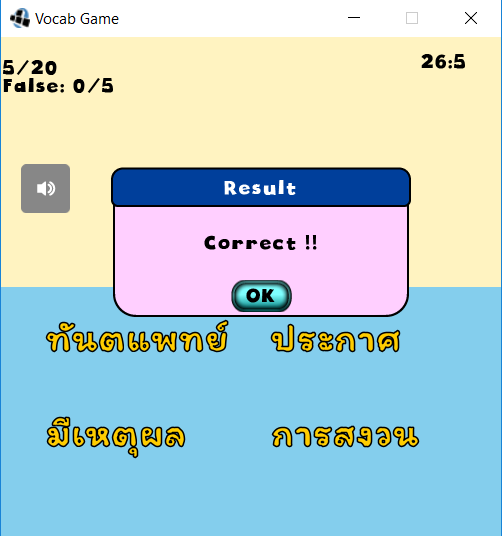 Vocab Game
5/20
26:5
False: 0/5
Result
Correct !!
OK
ทันตแพทย์ ประกาศ
มีเหตุผล การสงวน